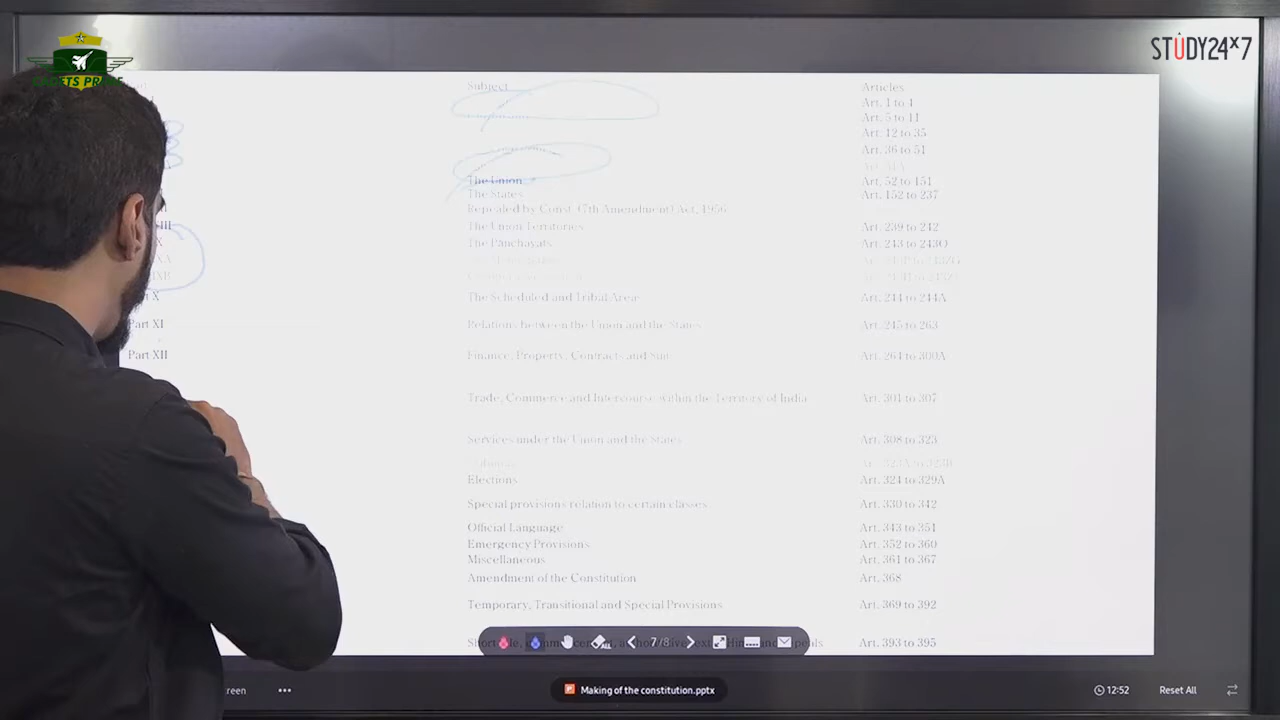 STUDY24x7
Subject Articles
Art. 1 to 4
Art. 5 to 11
Art. 12 to 35
Art. 36 to 51
The Union Art. 52 to 151
The States Art. 152 to 237
Repealed by Const. (7th Amendment) Act, 1956
The Union Territories Art. 239 to 242
The Panchayats Art. 243 to 243O
X The Scheduled and Tribal Areas Art. 244 to 244A
Part XI Relations between the Union and the States Art. 245 to 263
Part XII Finance, Property, Contracts and Suit Art. 264 to 300A
Trade, Commerce and Intercourse within the Territory of India Art. 301 to 307
Services under the Union and the States Art. 308 to 323
Elections Art. 324 to 329A
Special provisions relation to certain classes Art. 330 to 342
Official Language Art. 343 to 351
Emergency Provisions Art. 352 to 360
Miscellaneous Art. 361 to 367
Amendment of the Constitution Art. 368
Temporary, Transitional and Special Provisions Art. 369 to 392
7/8
Art. 393 to 395
reen Making of the constitution.pptx 12:52 Reset All